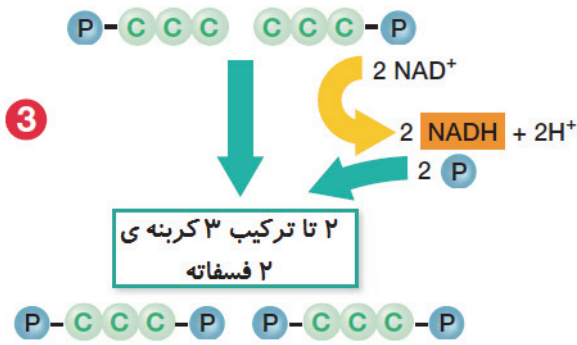 P-CCC CCC-P
2 NAD⁺
3
2 NADH + 2H⁺
2 P
۲ تا ترکیب ۳ کربنه ی
۲ فسفاته
P-CCC-P P-CCC-P